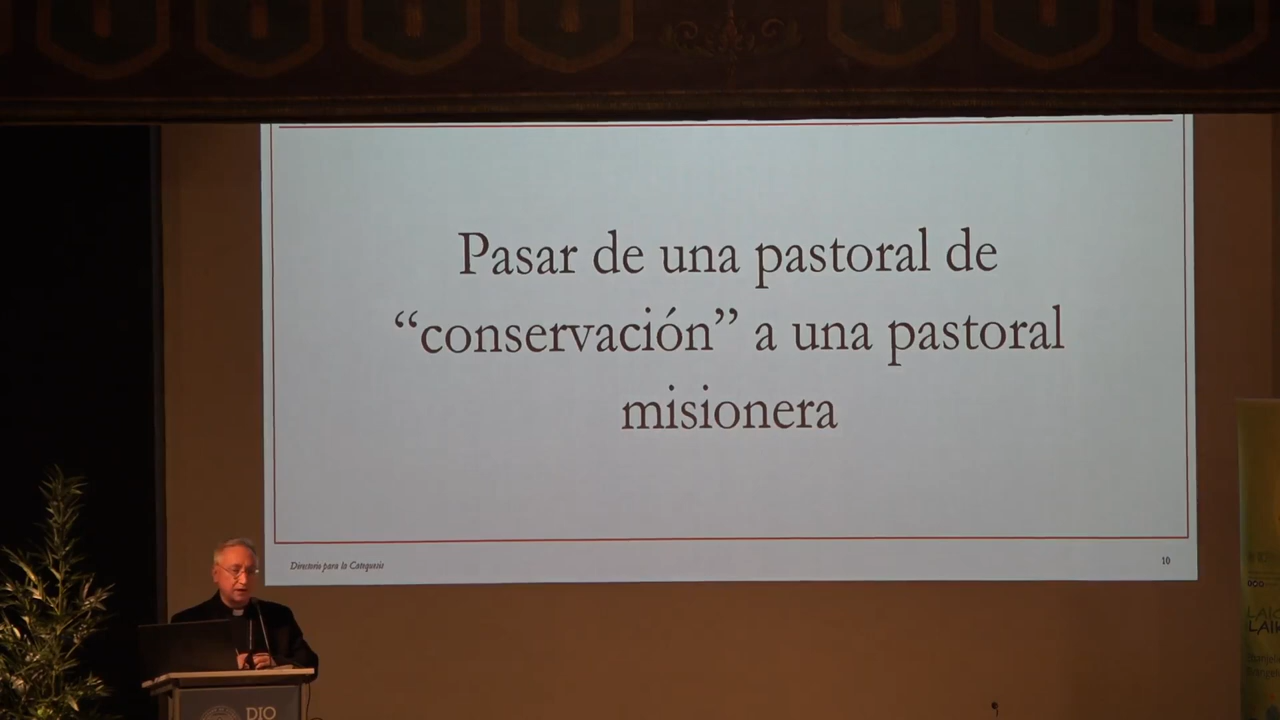 Pasar de una pastoral de
“conservación” a una pastoral
misionera
Directorio para la Catequesis
10
DIO